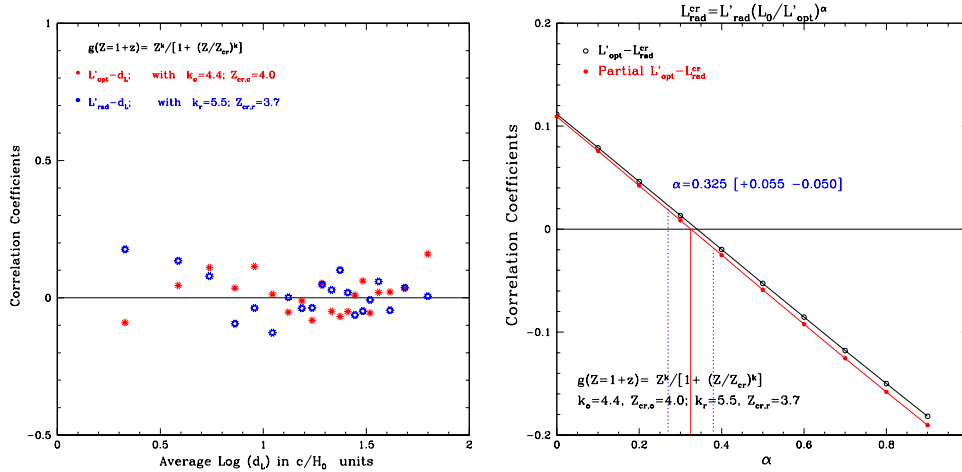 1
0.5
0
-0.5
0
0.5
1
1.5
2
Correlation Coefficients
Average Log (d_L) in c/H_0 units
g(Z=1+z)= Z^k/[1+ (Z/Z_cr)^k]
L'_opt-d_L; with k_o=4.4; Z_cr,o=4.0
L'_rad-d_L; with k_r=5.5; Z_cr,r=3.7
L^cr_rad=L'_rad(L_0/L'_opt)^α
0.2
0.1
0
-0.1
-0.2
0
0.2
0.4
0.6
0.8
Correlation Coefficients
α
L'_opt-L^cr_rad
Partial L'_opt-L^cr_rad
α=0.325 [+0.055 -0.050]
g(Z=1+z)= Z^k/[1+ (Z/Z_cr)^k]
k_o=4.4, Z_cr,o=4.0; k_r=5.5, Z_cr,r=3.7